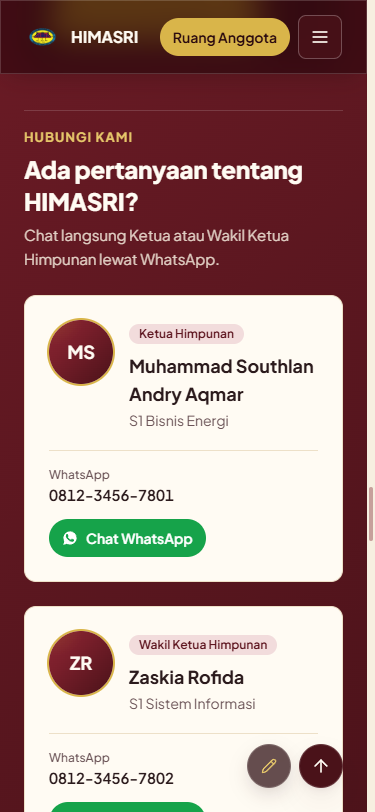 HIMASRI
Ruang Anggota
HUBUNGI KAMI
Ada pertanyaan tentang
HIMASRI?
Chat langsung Ketua atau Wakil Ketua
Himpunan lewat WhatsApp.
MS
Ketua Himpunan
Muhammad Southlan
Andry Aqmar
S1 Bisnis Energi
WhatsApp
0812-3456-7801
Chat WhatsApp
ZR
Wakil Ketua Himpunan
Zaskia Rofida
S1 Sistem Informasi
WhatsApp
0812-3456-7802